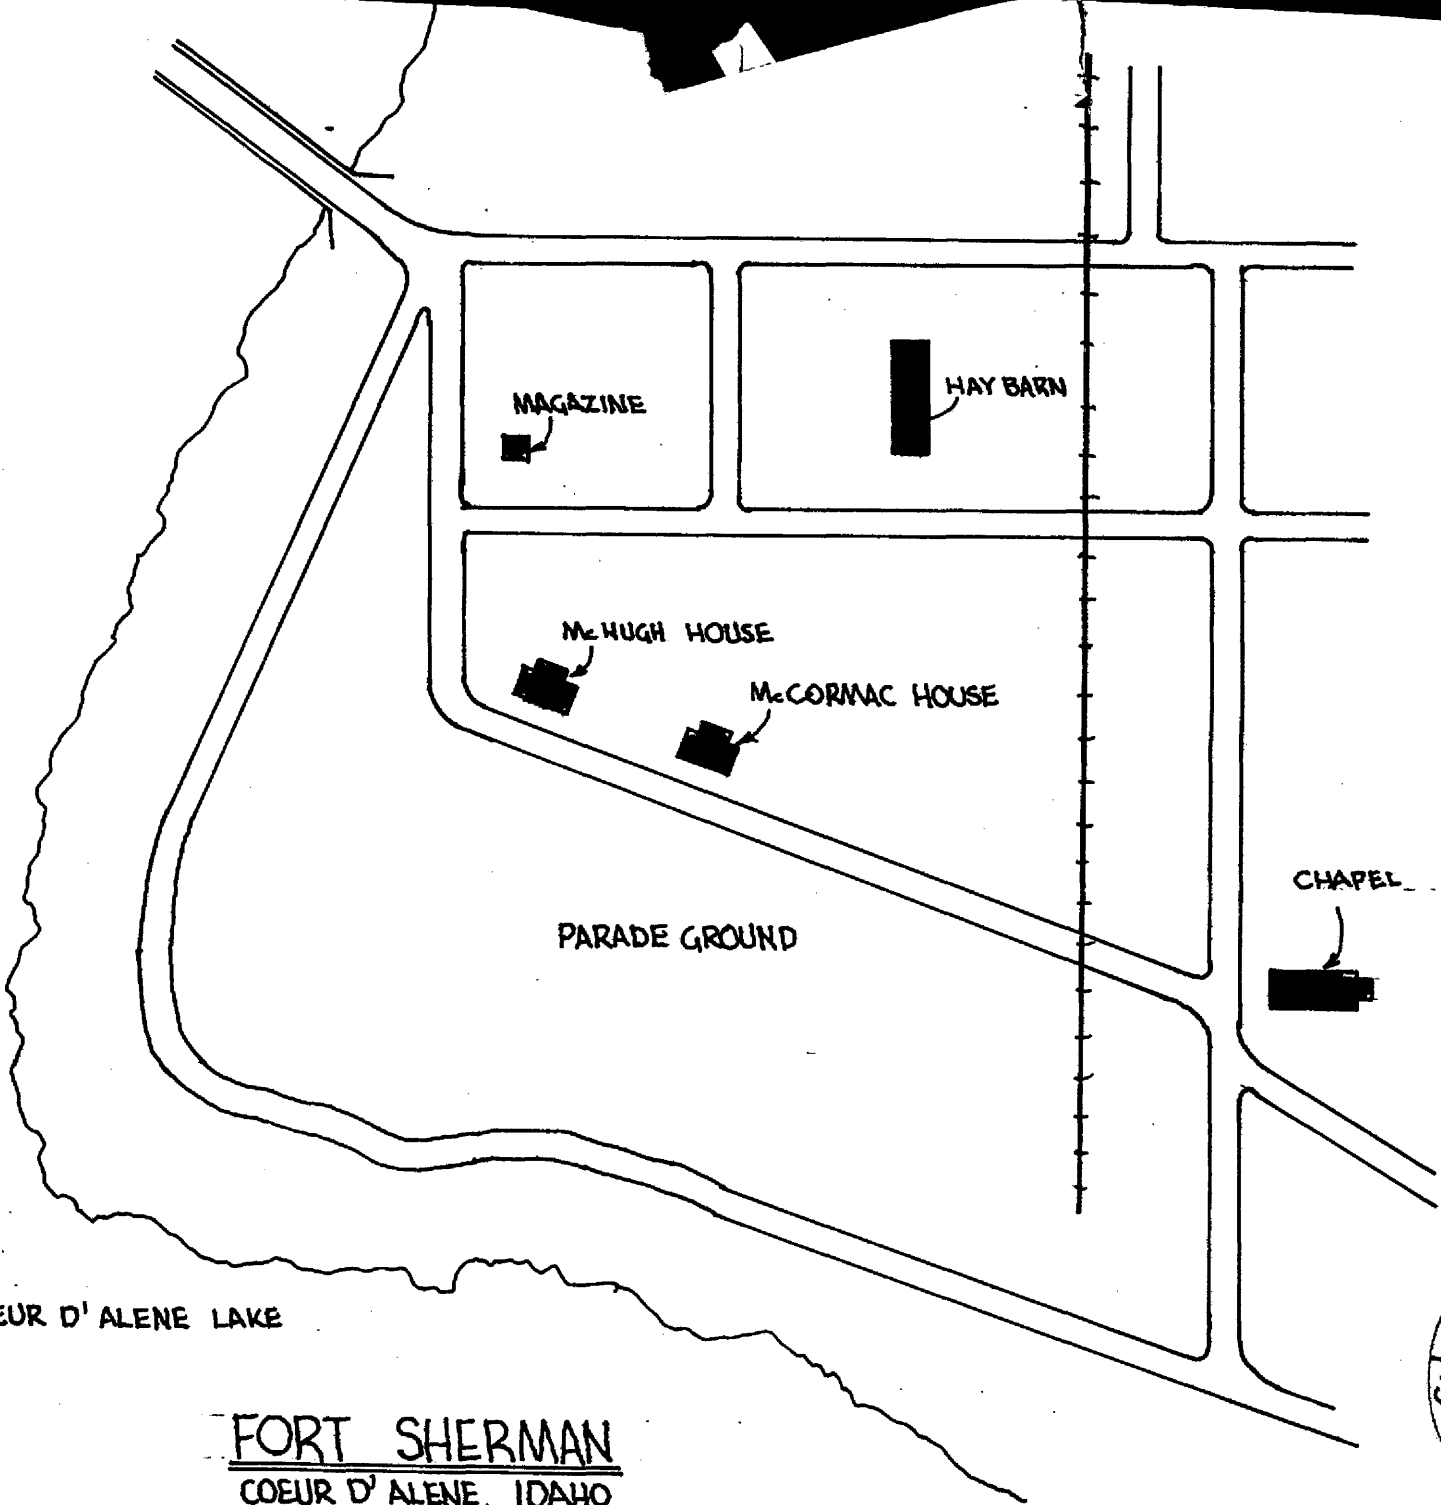 HAY BARN
MAGAZINE
McHUGH HOUSE
McCORMAC HOUSE
CHAPEL
PARADE GROUND
EUR D'ALENE LAKE
FORT SHERMAN
COEUR D'ALENE, IDAHO